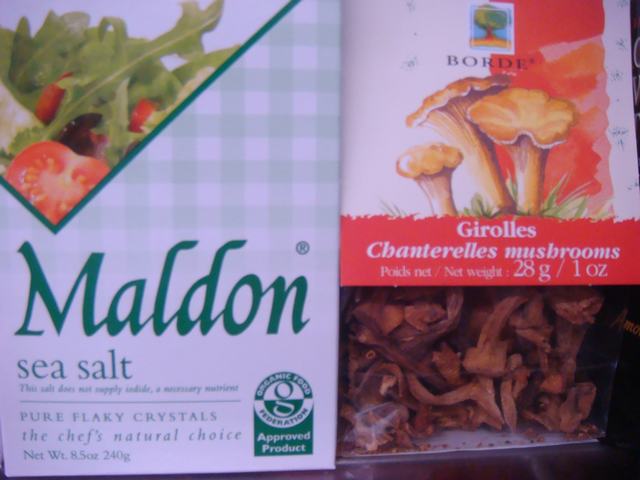 Maldon®
sea salt
This salt does not supply iodide, a necessary nutrient
PURE FLAKY CRYSTALS
the chef's natural choice
Net Wt. 8.5oz 240g
ORGANIC FOOD
FEDERATION
Approved
Product
BORDE®
Girolles
Chanterelles mushrooms
Poids net / Net weight : 28 g / 1 oz